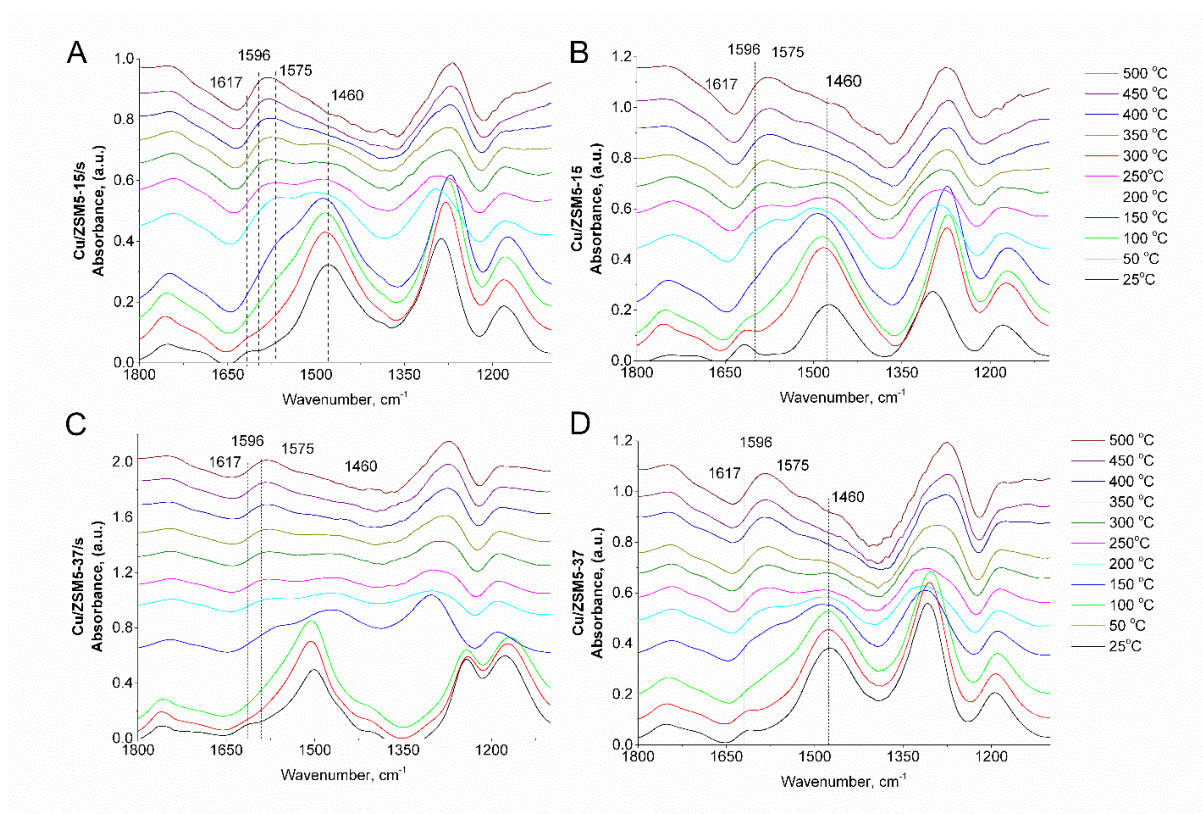 A
B
1596
1575
1617
1460
1.0
0.8
0.6
0.4
0.2
0.0
Cu/ZSM5-15/s
Absorbance, (a.u.)
1800
1650
1500
1350
1200
Wavenumber, cm⁻¹
1596
1575
1617
1460
1.2
1.0
0.8
0.6
0.4
0.2
0.0
Cu/ZSM5-15
Absorbance, (a.u.)
1800
1650
1500
1350
1200
Wavenumber, cm⁻¹
500 °C
450 °C
400 °C
350 °C
300 °C
250°C
200 °C
150 °C
100 °C
50 °C
25°C
C
D
1596
1575
1617
1460
2.0
1.6
1.2
0.8
0.4
0.0
Cu/ZSM5-37/s
Absorbance, (a.u.)
1800
1650
1500
1350
1200
Wavenumber, cm⁻¹
1596
1575
1617
1460
1.2
1.0
0.8
0.6
0.4
0.2
0.0
Cu/ZSM5-37
Absorbance, (a.u.)
1800
1650
1500
1350
1200
Wavenumber, cm⁻¹
500 °C
450 °C
400 °C
350 °C
300 °C
250°C
200 °C
150 °C
100 °C
50 °C
25°C